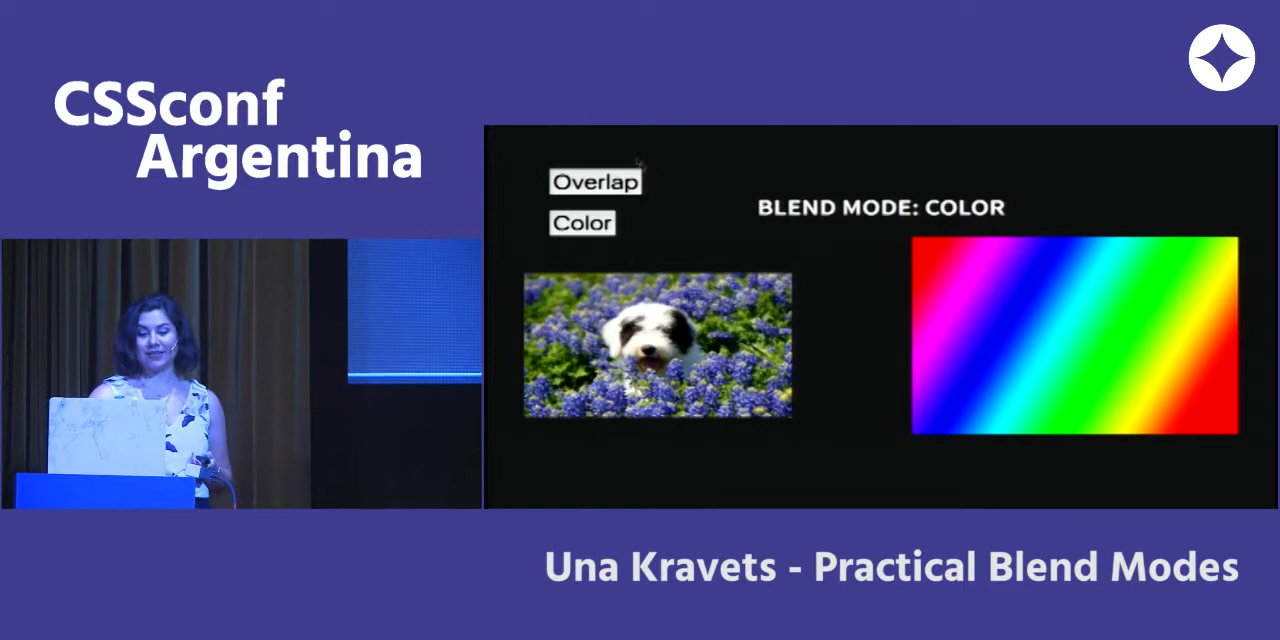 CSSconf
Argentina
Overlap
Color
BLEND MODE: COLOR
Una Kravets - Practical Blend Modes